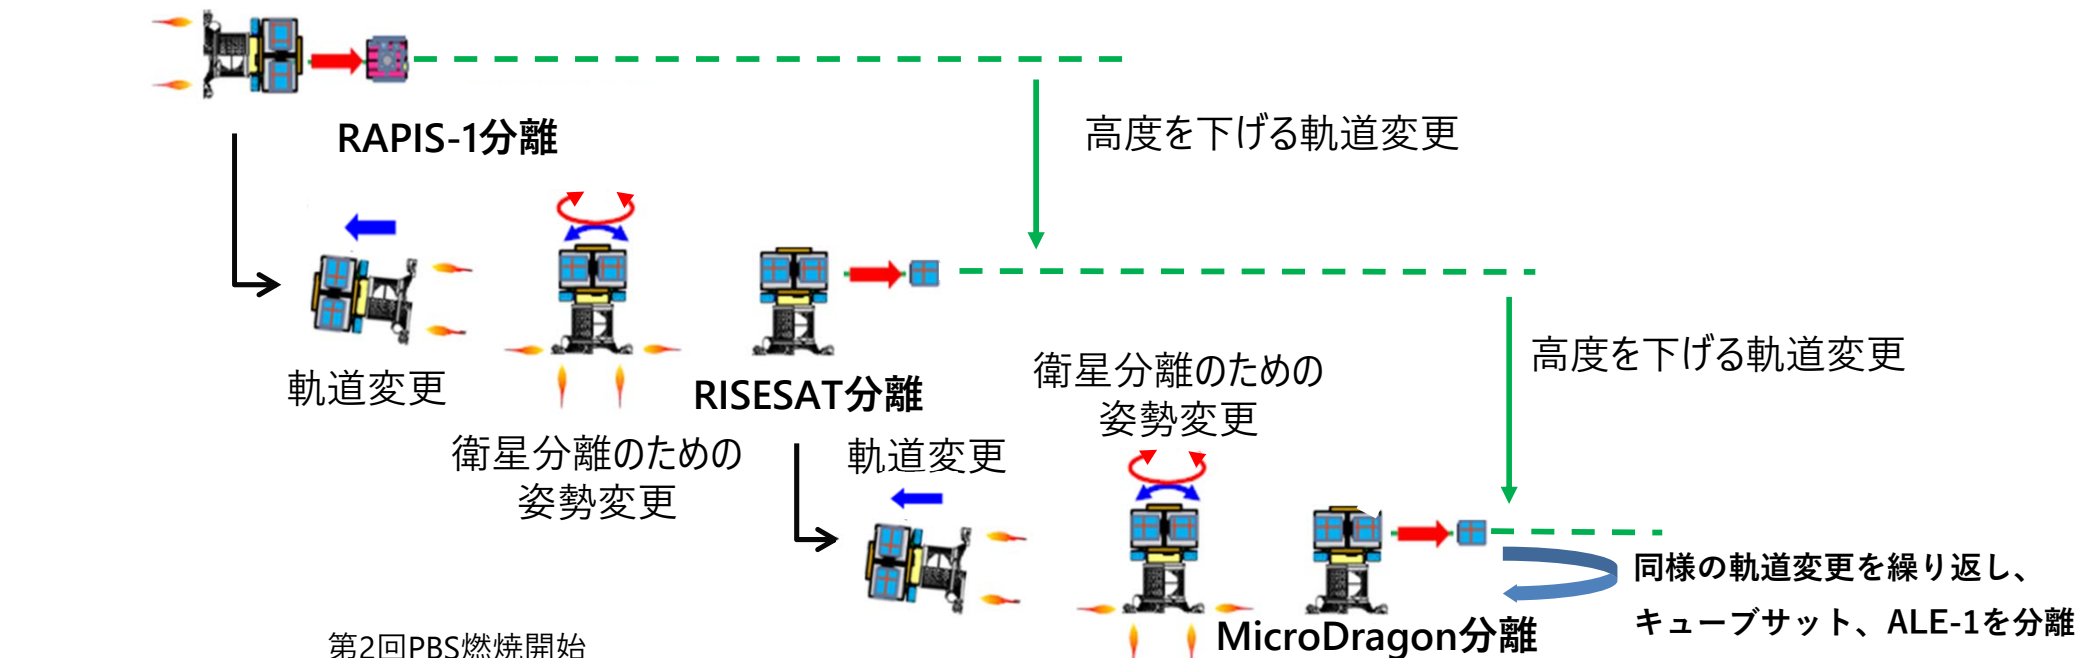 RAPIS-1分離
高度を下げる軌道変更
軌道変更
衛星分離のための
姿勢変更
RISESAT分離
高度を下げる軌道変更
軌道変更
衛星分離のための
姿勢変更
MicroDragon分離
同様の軌道変更を繰り返し、
キューブサット、ALE-1を分離
第2回PBS燃焼開始